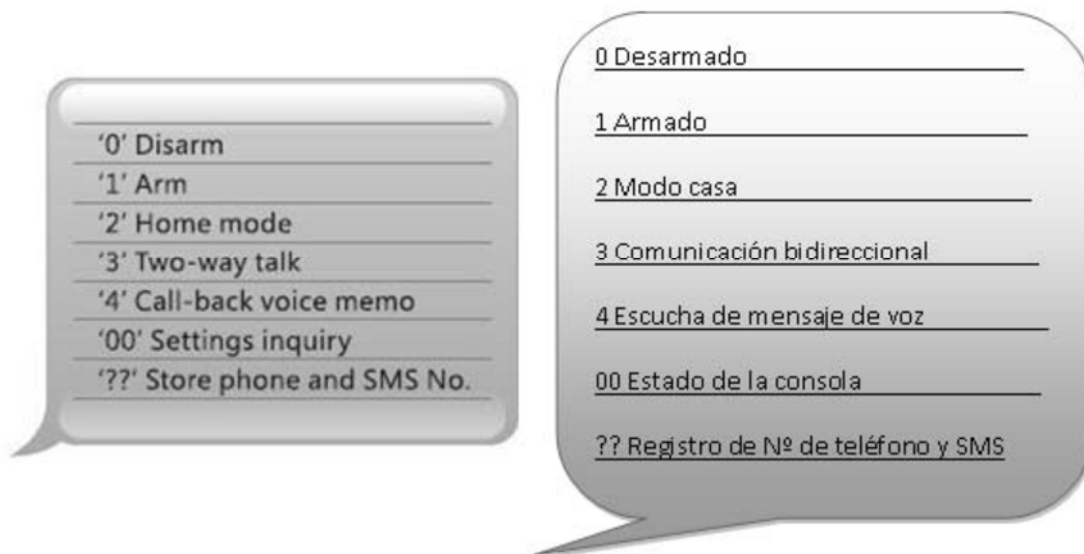 ‘0’ Disarm
‘1’ Arm
‘2’ Home mode
‘3’ Two-way talk
‘4’ Call-back voice memo
‘00’ Settings inquiry
‘??‘ Store phone and SMS No.
0 Desarmado
1 Armado
2 Modo casa
3 Comunicación bidireccional
4 Escucha de mensaje de voz
00 Estado de la consola
?? Registro de Nº de teléfono y SMS